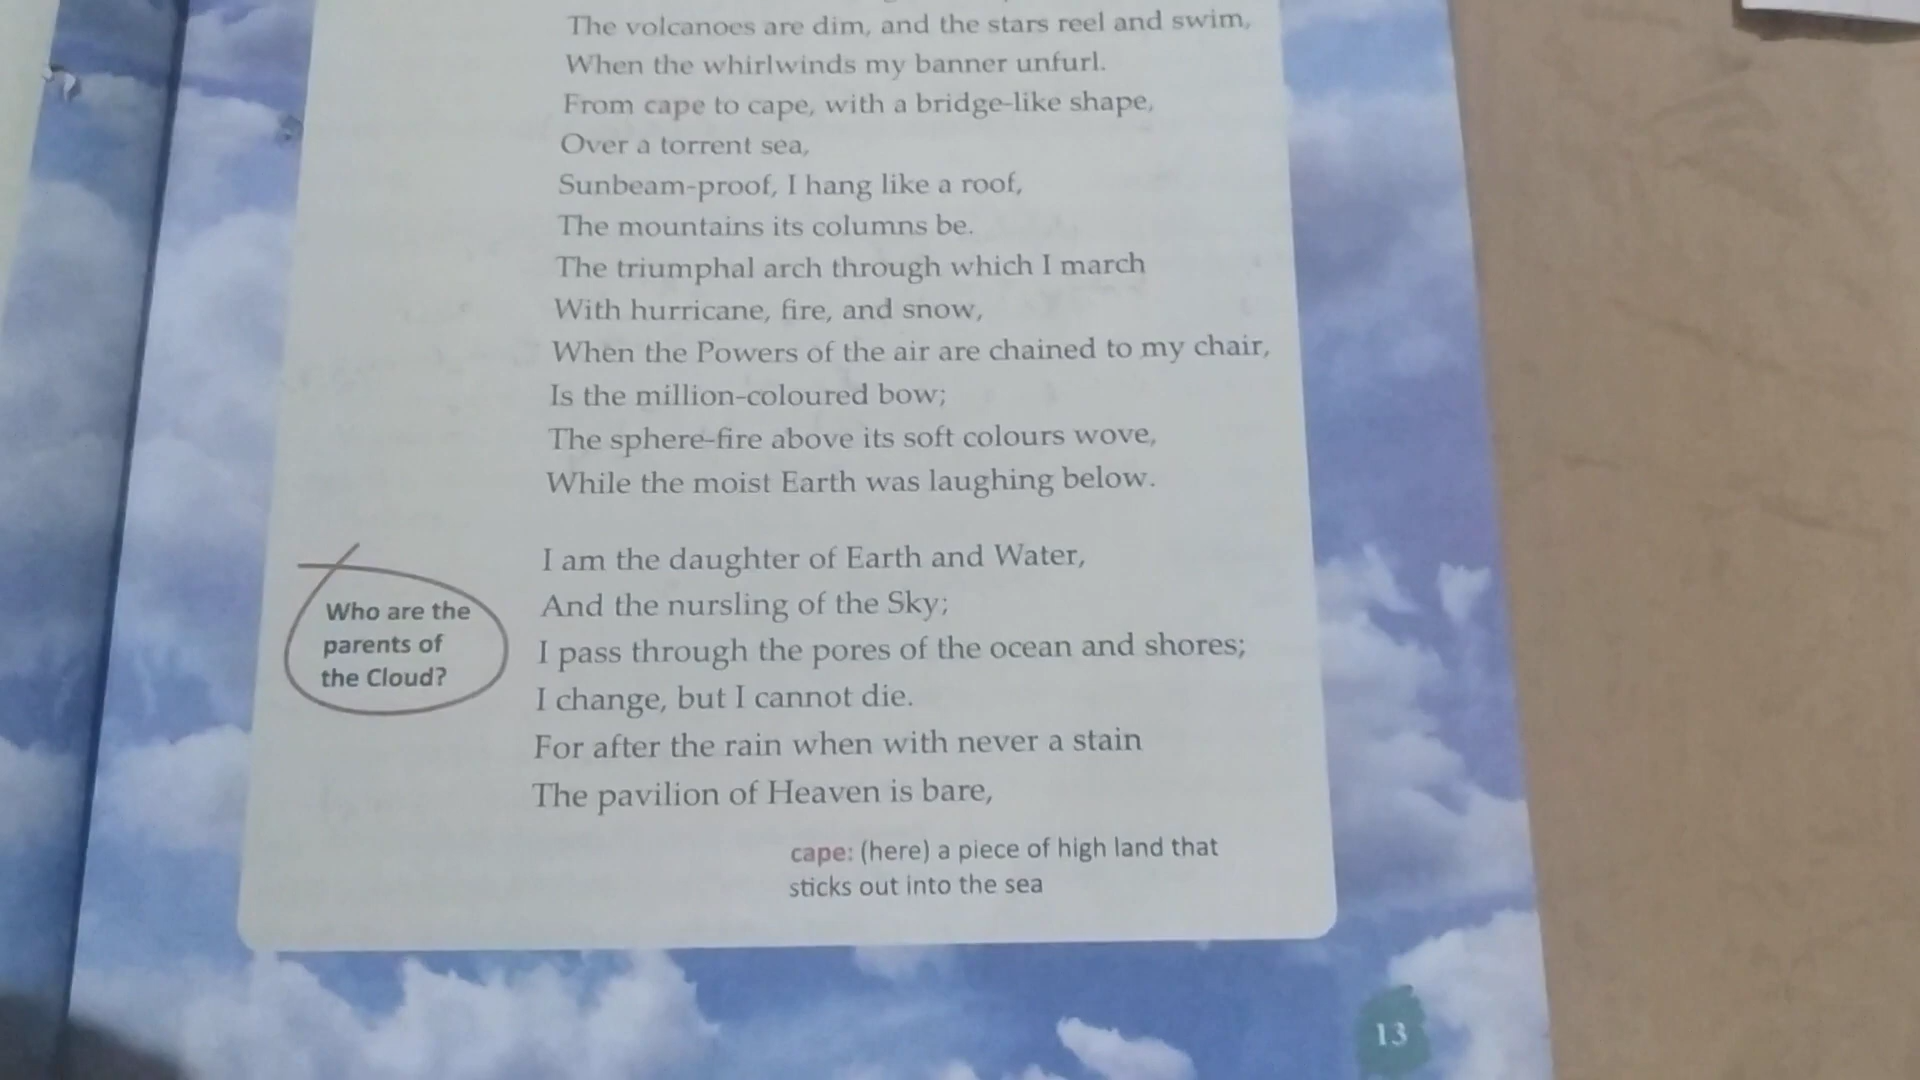 The volcanoes are dim, and the stars reel and swim,
When the whirlwinds my banner unfurl.
From cape to cape, with a bridge-like shape,
Over a torrent sea,
Sunbeam-proof, I hang like a roof,
The mountains its columns be.
The triumphal arch through which I march
With hurricane, fire, and snow,
When the Powers of the air are chained to my chair,
Is the million-coloured bow;
The sphere-fire above its soft colours wove,
While the moist Earth was laughing below.
I am the daughter of Earth and Water,
And the nursling of the Sky;
I pass through the pores of the ocean and shores;
I change, but I cannot die.
For after the rain when with never a stain
The pavilion of Heaven is bare,
Who are the
parents of
the Cloud?
cape: (here) a piece of high land that
sticks out into the sea
13